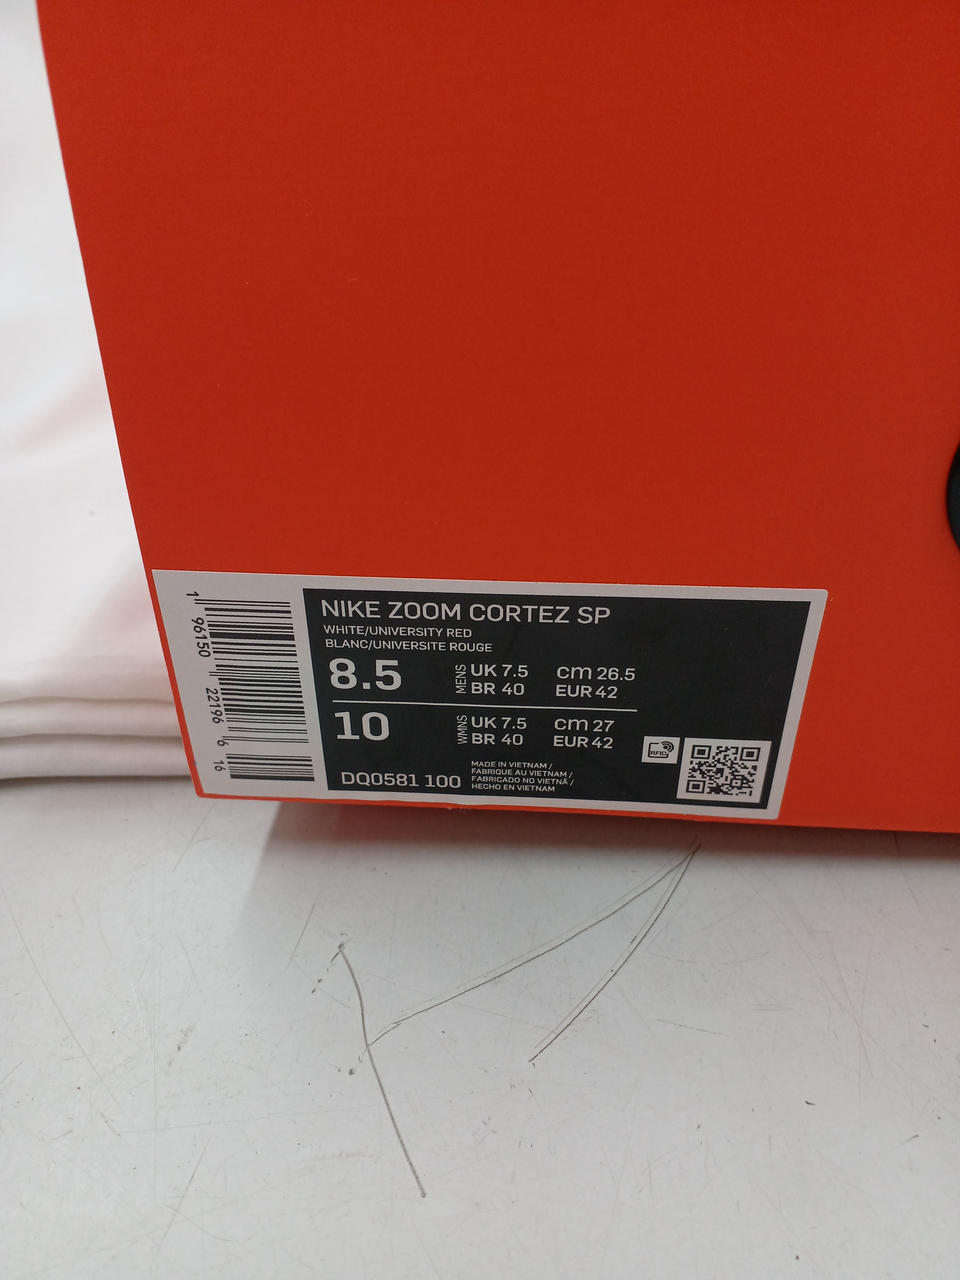 NIKE ZOOM CORTEZ SP
WHITE/UNIVERSITY RED
BLANC/UNIVERSITE ROUGE
8.5 MENS UK 7.5 cm 26.5
BR 40 EUR 42
10 WMNS UK 7.5 cm 27
BR 40 EUR 42
DQ0581 100
MADE IN VIETNAM /
FABRIQUE AU VIETNAM /
FABRICADO NO VIETNÃ /
HECHO EN VIETNAM
RFID
1 96150 22196 6 16